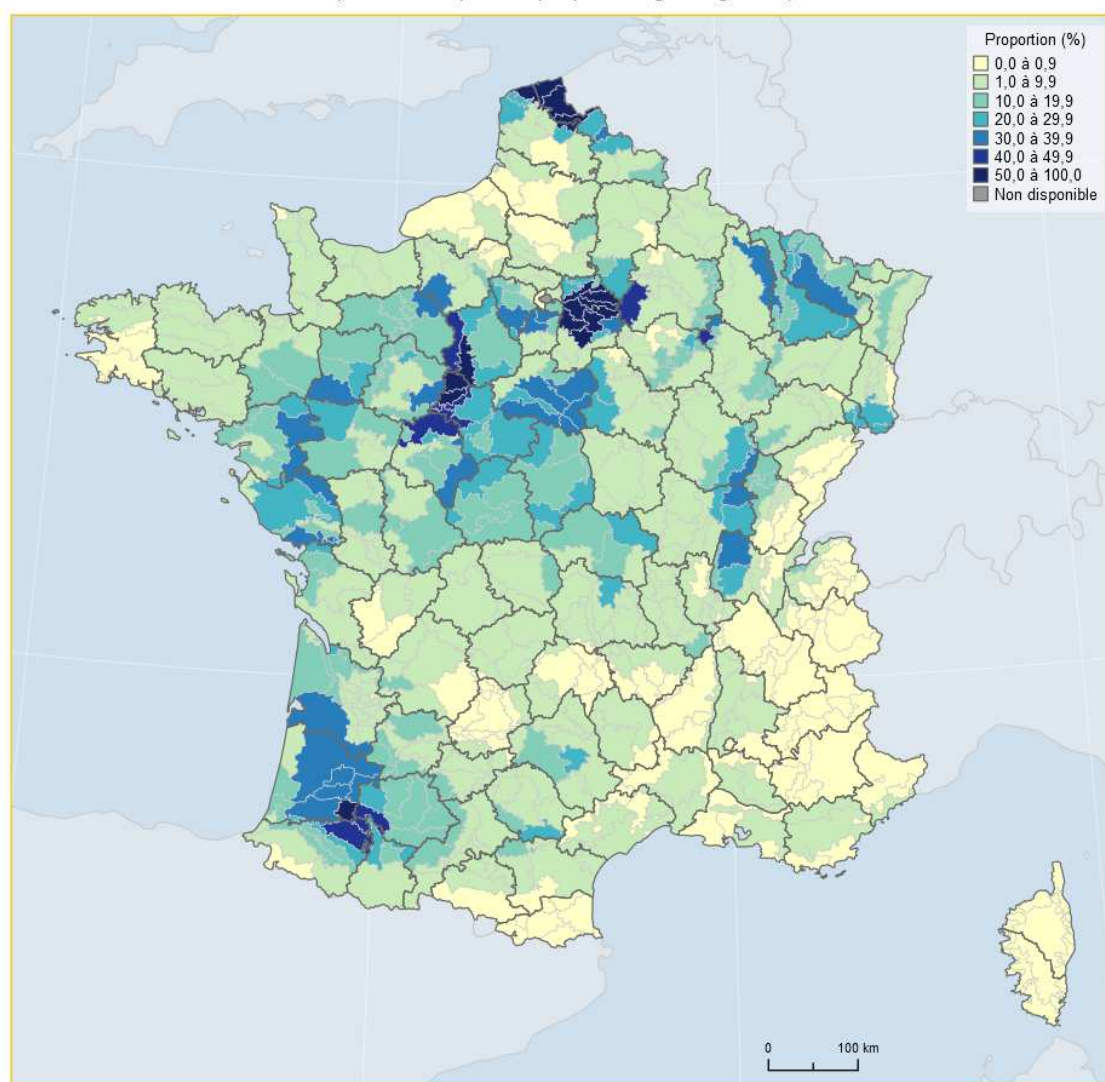 Proportion (%)
0,0 à 0,9
1,0 à 9,9
10,0 à 19,9
20,0 à 29,9
30,0 à 39,9
40,0 à 49,9
50,0 à 100,0
Non disponible
0 100 km